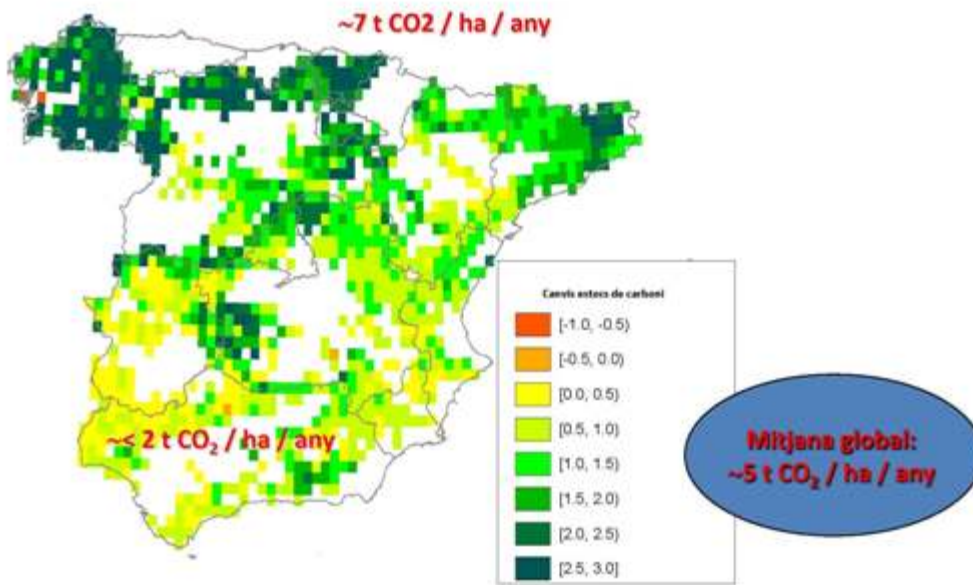 ~7 t CO2 / ha / any
~< 2 t CO₂ / ha / any
Canvis estocs de carboni
[-1.0, -0.5)
[-0.5, 0.0)
[0.0, 0.5)
[0.5, 1.0)
[1.0, 1.5)
[1.5, 2.0)
[2.0, 2.5)
[2.5, 3.0]
Mitjana global:
~5 t CO₂ / ha / any